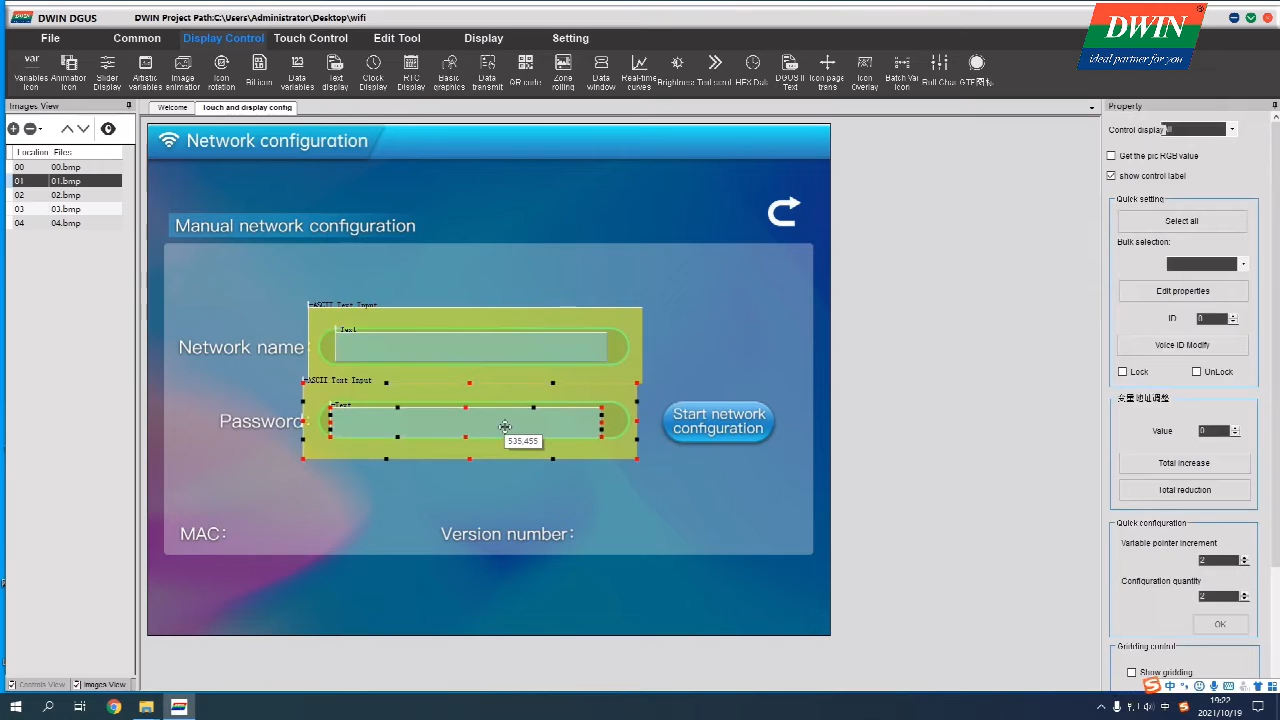 DWIN DGUS DWIN Project Path:C:\Users\Administrator\Desktop\wifi
DWIN
ideal partner for you
File Common Display Control Touch Control Edit Tool Display Setting
var
Variables Icon
Animation Icon
Slider Display
Artistic variables
Image animation
Icon rotation
Bit icon
Data variables
Text display
Clock Display
RTC Display
Basic graphics
Data transmit
QR code
Zone rolling
Data window
Real-time curves
Brightness
Text scroll
HEX Data
DGUS II Text
Icon page trans
Icon Overlay
Batch Var Icon
Roll Char
GTF图标
Images View
Welcome Touch and display config
Property
Location Files
00 00.bmp
01 01.bmp
02 02.bmp
03 03.bmp
04 04.bmp
Network configuration
Manual network configuration
=ASCII Text Input
Text
Network name:
=ASCII Text Input
=Text
Password:
535,455
Start network
configuration
MAC:
Version number:
Control display All
Get the pic RGB value
show control label
Quick setting
Select all
Bulk selection:
Edit properties
ID 0
Voice ID Modify
Lock UnLock
变量地址调整
Value 0
Total increase
Total reduction
Quick configuration
Variable pointer increment
2
Configuration quantity
2
OK
Gridding control
Show gridding
Controls View Images View
中
中
19:22
2021/10/19